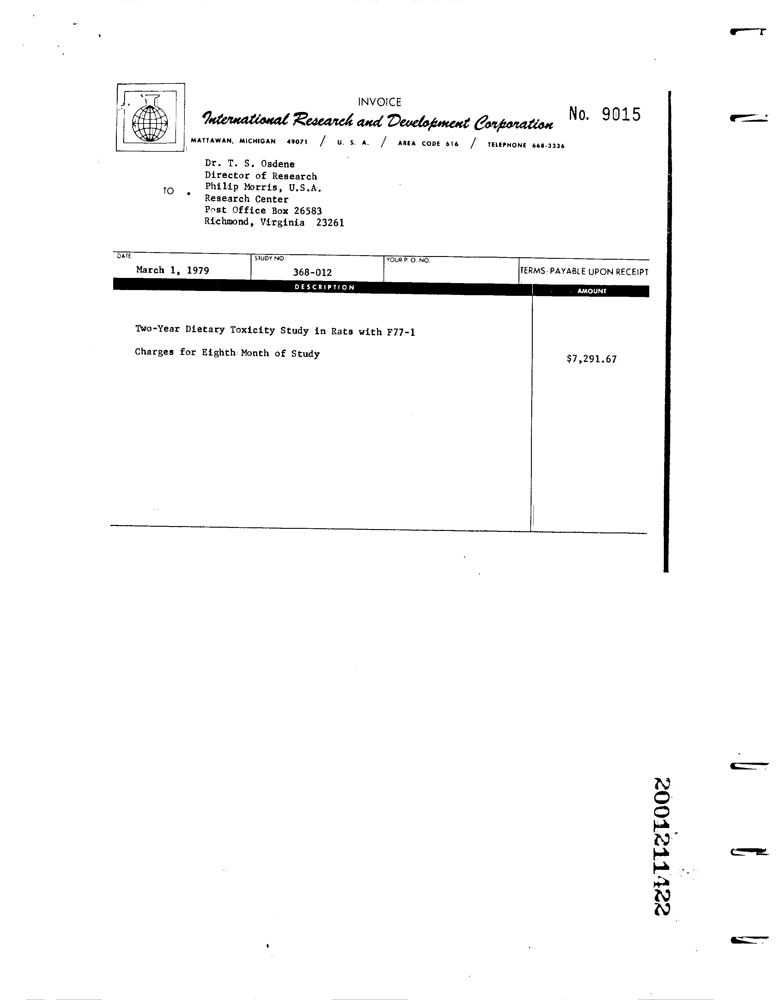 INVOICE
International Research and Development Corporation
No. 9015
MATTAWAN, MICHIGAN 49071 / U. S. A. / AREA CODE 616 / TELEPHONE 668-3336
TO
Dr. T. S. Osdene
Director of Research
Philip Morris, U.S.A.
Research Center
Post Office Box 26583
Richmond, Virginia 23261
DATE
March 1, 1979
STUDY NO.
368-012
YOUR P. O. NO.
TERMS: PAYABLE UPON RECEIPT
DESCRIPTION
AMOUNT
Two-Year Dietary Toxicity Study in Rats with F77-1
Charges for Eighth Month of Study
$7,291.67
2001211422